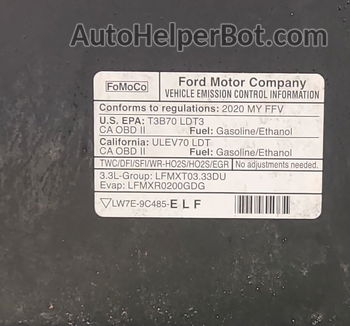 AutoHelperBot.com
FoMoCo
Ford Motor Company
VEHICLE EMISSION CONTROL INFORMATION
Conforms to regulations: 2020 MY FFV
U.S. EPA: T3B70 LDT3
CA OBD II Fuel: Gasoline/Ethanol
California: ULEV70 LDT
CA OBD II Fuel: Gasoline/Ethanol
TWC/DFI/SFI/WR-HO2S/HO2S/EGR No adjustments needed.
3.3L-Group: LFMXT03.33DU
Evap: LFMXR0200GDG
LW7E-9C485-ELF